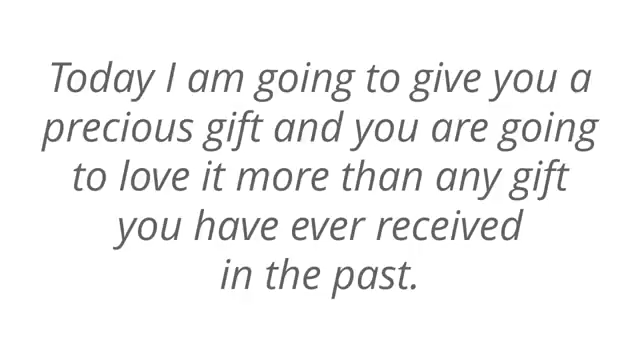 Today I am going to give you a
precious gift and you are going
to love it more than any gift
you have ever received
in the past.